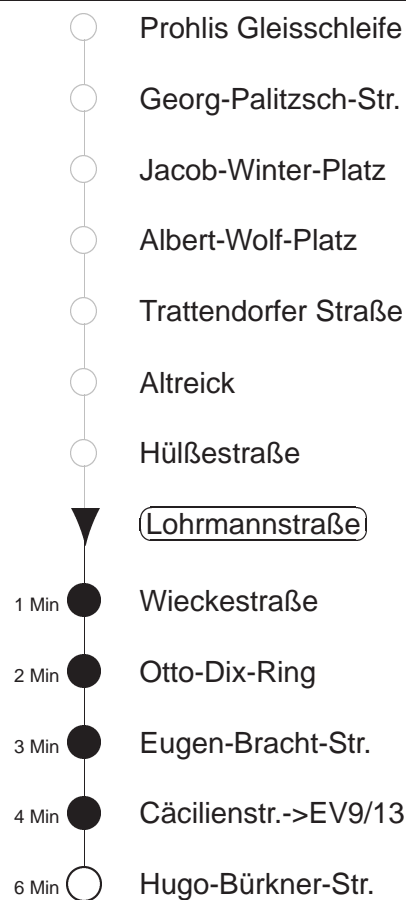 Prohlis Gleisschleife
Georg-Palitzsch-Str.
Jacob-Winter-Platz
Albert-Wolf-Platz
Trattendorfer Straße
Altreick
Hülßestraße
Lohrmannstraße
1 Min Wieckestraße
2 Min Otto-Dix-Ring
3 Min Eugen-Bracht-Str.
4 Min Cäcilienstr.->EV9/13
6 Min Hugo-Bürkner-Str.